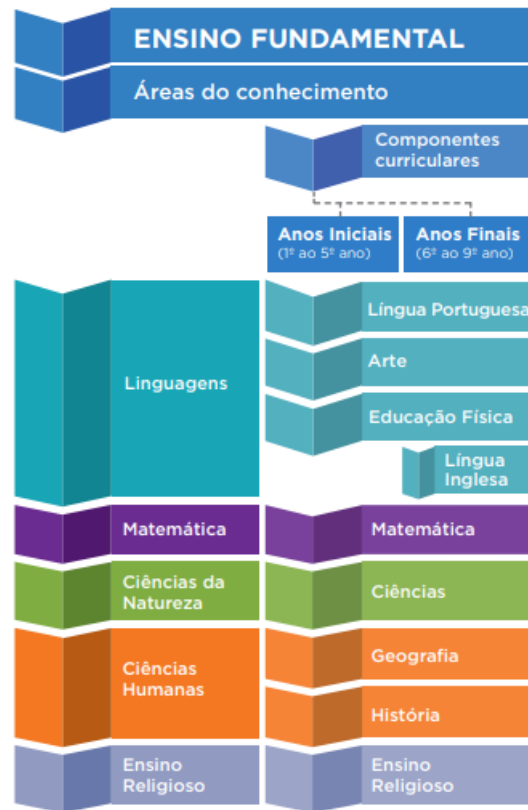 ENSINO FUNDAMENTAL
Áreas do conhecimento
Componentes
curriculares
Anos Iniciais
(1º ao 5º ano)
Anos Finais
(6º ao 9º ano)
Linguagens
Língua Portuguesa
Arte
Educação Física
Língua
Inglesa
Matemática
Matemática
Ciências da
Natureza
Ciências
Ciências
Humanas
Geografia
História
Ensino
Religioso
Ensino
Religioso